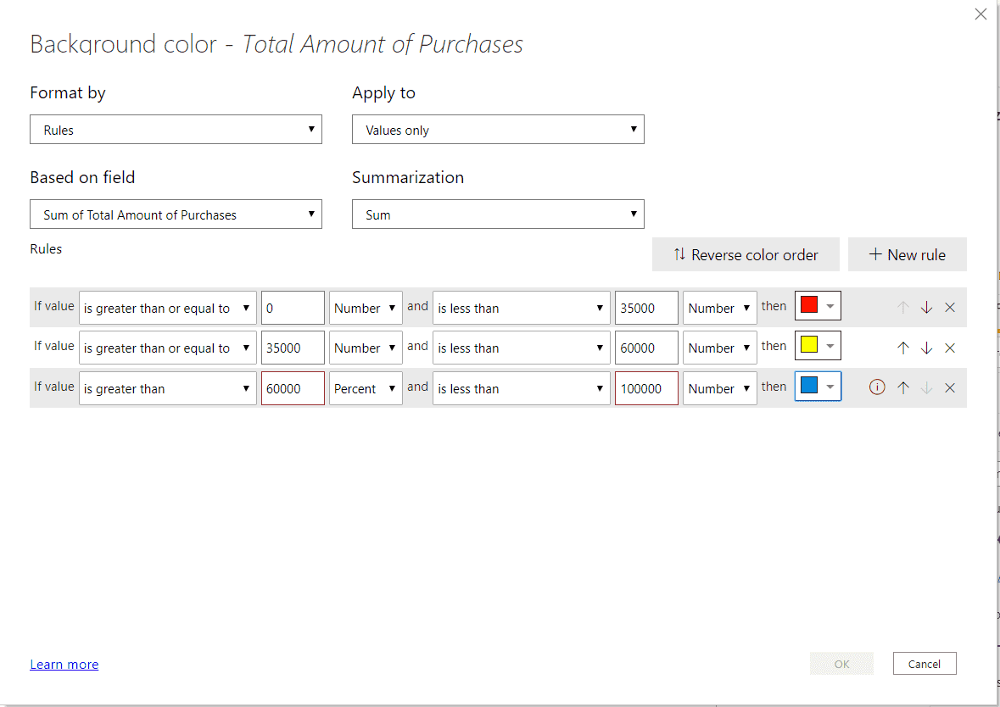 Background color - Total Amount of Purchases
Format by Apply to
Rules Values only
Based on field Summarization
Sum of Total Amount of Purchases Sum
Rules
Reverse color order New rule
If value is greater than or equal to 0 Number and is less than 35000 Number then
If value is greater than or equal to 35000 Number and is less than 60000 Number then
If value is greater than 60000 Percent and is less than 100000 Number then
Learn more OK Cancel